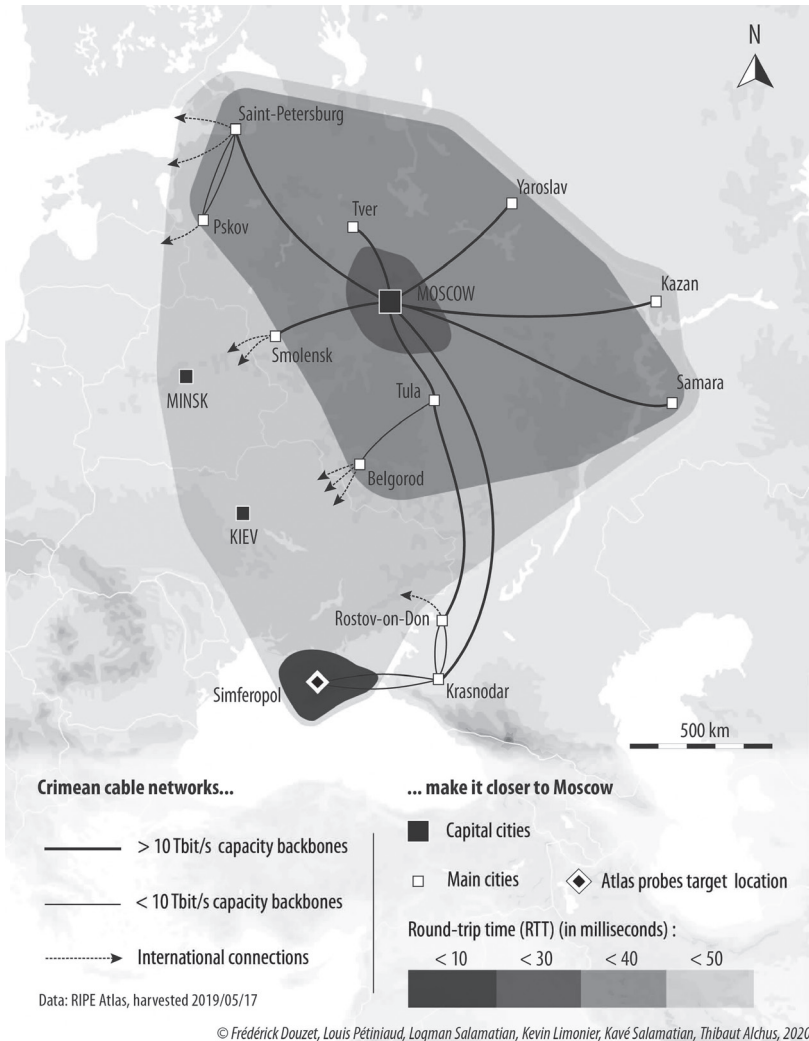 N
Saint-Petersburg
Yaroslav
Tver
Pskov
Kazan
MOSCOW
Smolensk
MINSK
Samara
Tula
Belgorod
KIEV
Rostov-on-Don
Simferopol
Krasnodar
500 km
Crimean cable networks...
> 10 Tbit/s capacity backbones
< 10 Tbit/s capacity backbones
International connections
Data: RIPE Atlas, harvested 2019/05/17
... make it closer to Moscow
Capital cities
Main cities
Atlas probes target location
Round-trip time (RTT) (in milliseconds) :
< 10 < 30 < 40 < 50
© Frédérick Douzet, Louis Pétiniaud, Loqman Salamatian, Kevin Limonier, Kavé Salamatian, Thibaut Alchus, 2020